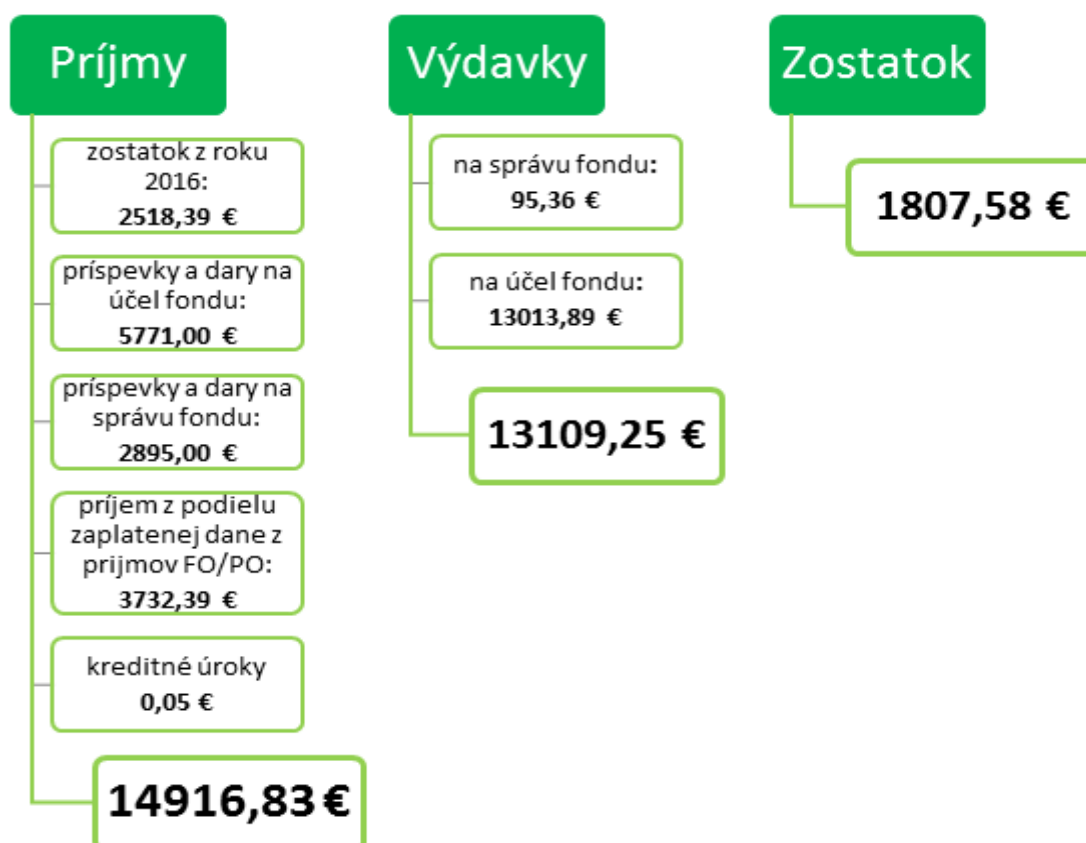 Príjmy
zostatok z roku
2016:
2518,39 €
príspevky a dary na
účel fondu:
5771,00 €
príspevky a dary na
správu fondu:
2895,00 €
príjem z podielu
zaplatenej dane z
prijmov FO/PO:
3732,39 €
kreditné úroky
0,05 €
14916,83 €
Výdavky
na správu fondu:
95,36 €
na účel fondu:
13013,89 €
13109,25 €
Zostatok
1807,58 €